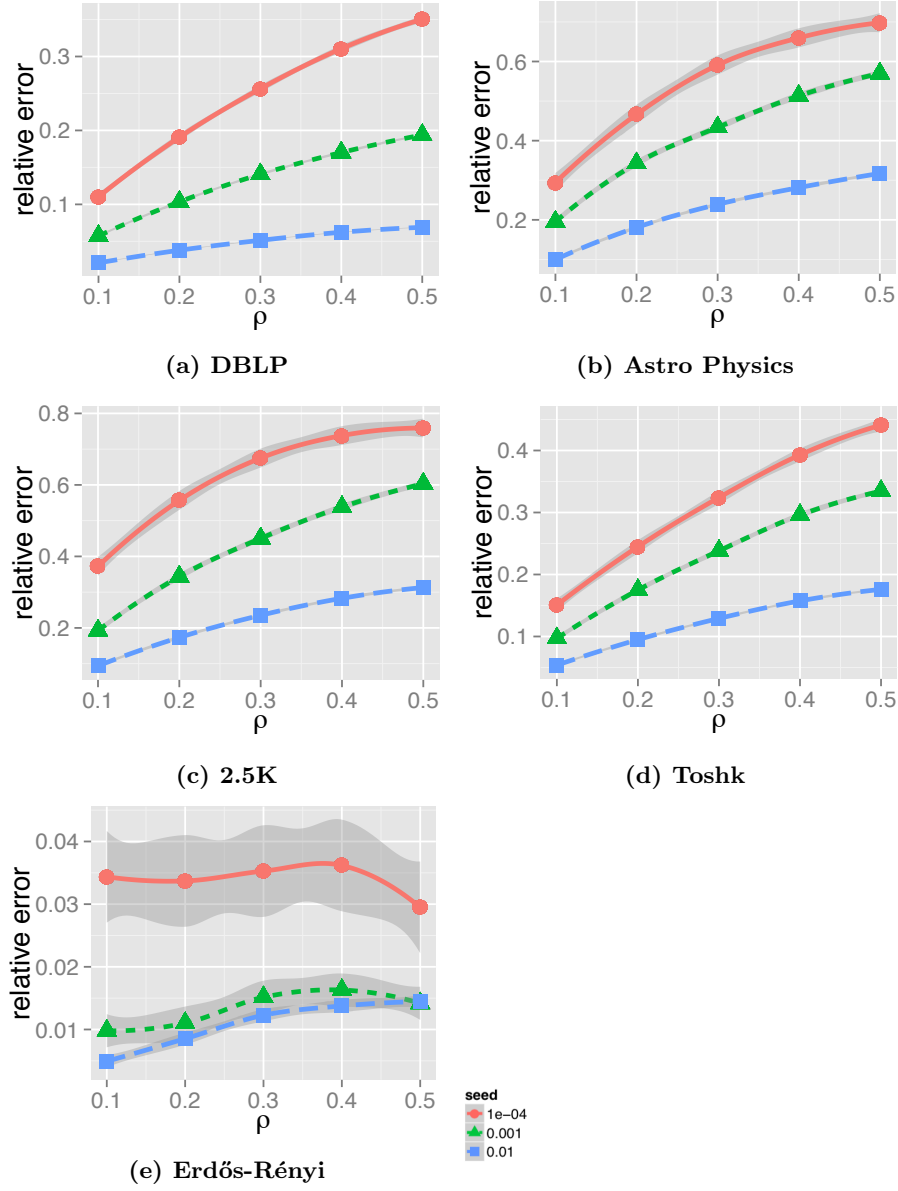 relative error
0.3
0.2
0.1
0.1 0.2 0.3 0.4 0.5
ρ
(a) DBLP
relative error
0.6
0.4
0.2
0.1 0.2 0.3 0.4 0.5
ρ
(b) Astro Physics
relative error
0.8
0.6
0.4
0.2
0.1 0.2 0.3 0.4 0.5
ρ
(c) 2.5K
relative error
0.4
0.3
0.2
0.1
0.1 0.2 0.3 0.4 0.5
ρ
(d) Toshk
relative error
0.04
0.03
0.02
0.01
0.1 0.2 0.3 0.4 0.5
ρ
(e) Erdős-Rényi
seed
1e−04
0.001
0.01